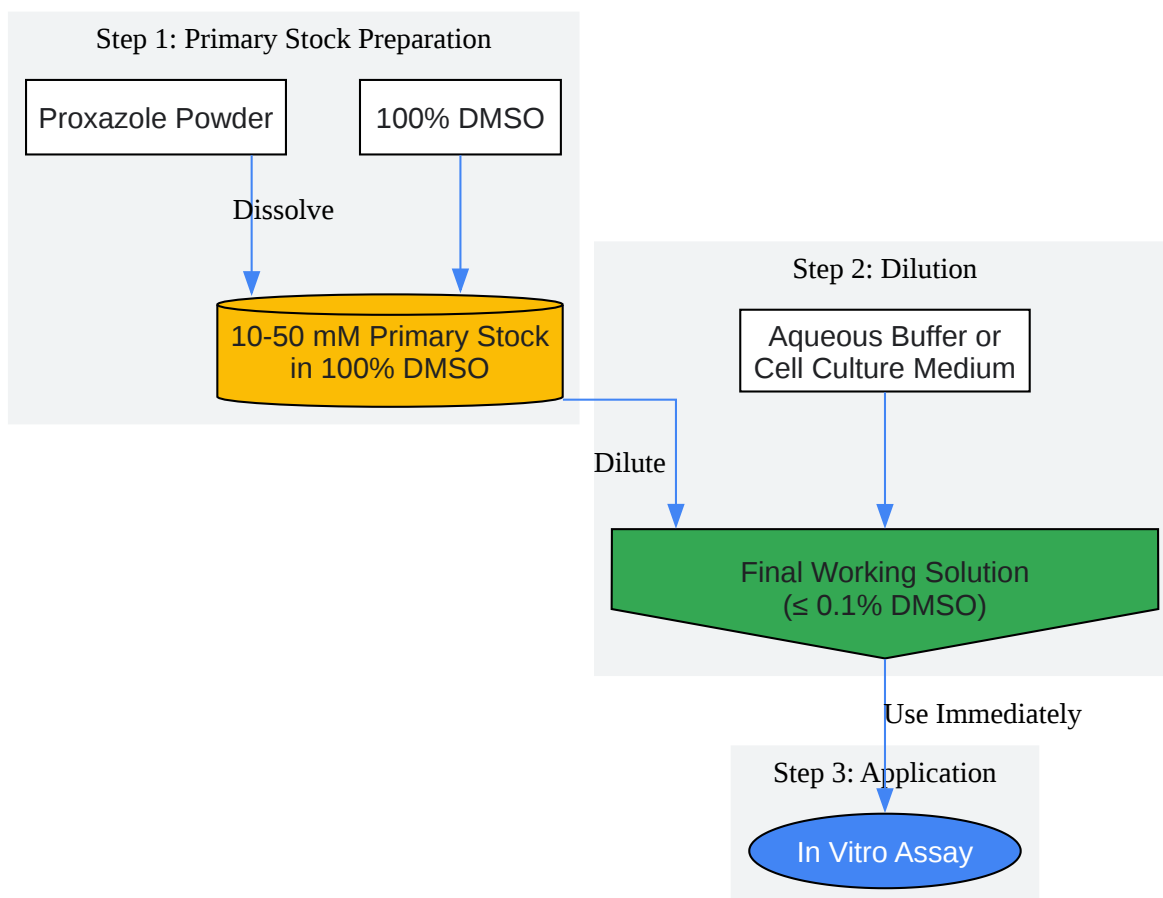 Step 1: Primary Stock Preparation
Proxazole Powder
100% DMSO
Dissolve
10-50 mM Primary Stock
in 100% DMSO
Step 2: Dilution
Aqueous Buffer or
Cell Culture Medium
Dilute
Final Working Solution
(≤ 0.1% DMSO)
Use Immediately
Step 3: Application
In Vitro Assay